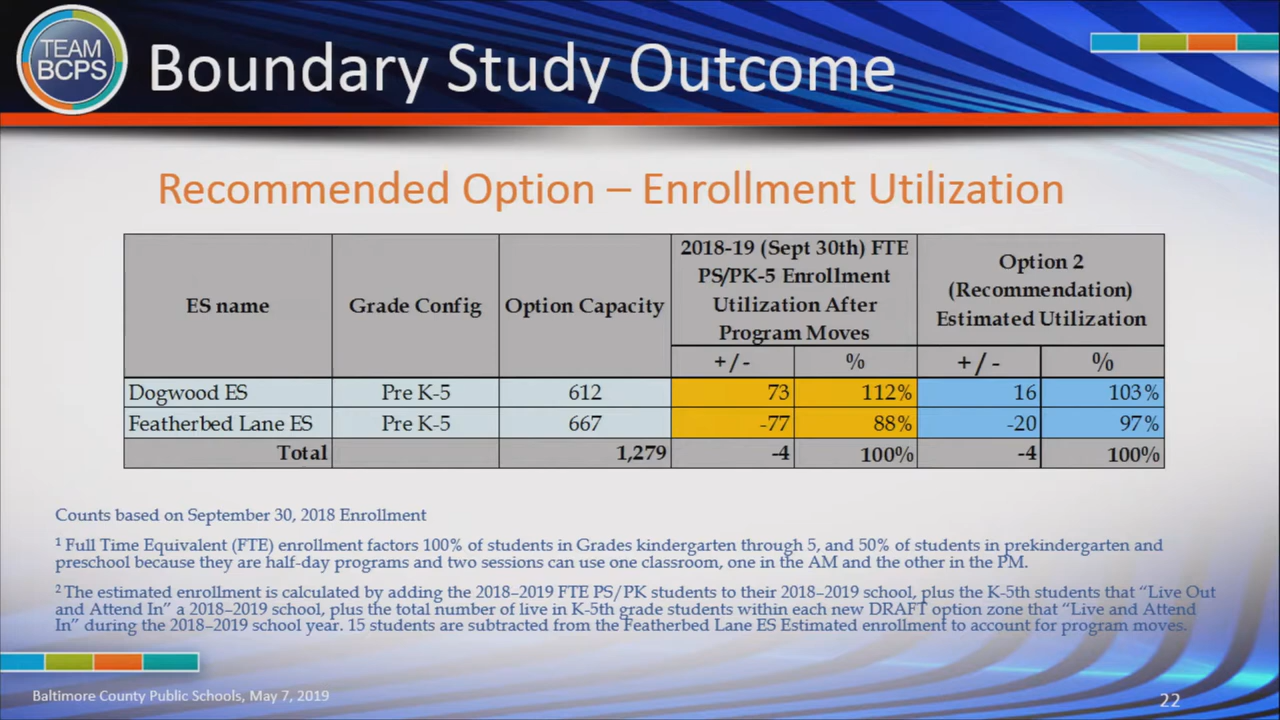 TEAM
BCPS
Boundary Study Outcome
Recommended Option – Enrollment Utilization
ES name
Grade Config
Option Capacity
2018-19 (Sept 30th) FTE
PS/PK-5 Enrollment
Utilization After
Program Moves
Option 2
(Recommendation)
Estimated Utilization
+/- % +/- %
Dogwood ES Pre K-5 612 73 112% 16 103%
Featherbed Lane ES Pre K-5 667 -77 88% -20 97%
Total 1,279 -4 100% -4 100%
Counts based on September 30, 2018 Enrollment
¹ Full Time Equivalent (FTE) enrollment factors 100% of students in Grades kindergarten through 5, and 50% of students in prekindergarten and
preschool because they are half-day programs and two sessions can use one classroom, one in the AM and the other in the PM.
² The estimated enrollment is calculated by adding the 2018–2019 FTE PS/PK students to their 2018–2019 school, plus the K-5th students that “Live Out
and Attend In” a 2018–2019 school, plus the total number of live in K-5th grade students within each new DRAFT option zone that “Live and Attend
In” during the 2018–2019 school year. 15 students are subtracted from the Featherbed Lane ES Estimated enrollment to account for program moves.
Baltimore County Public Schools, May 7, 2019
22